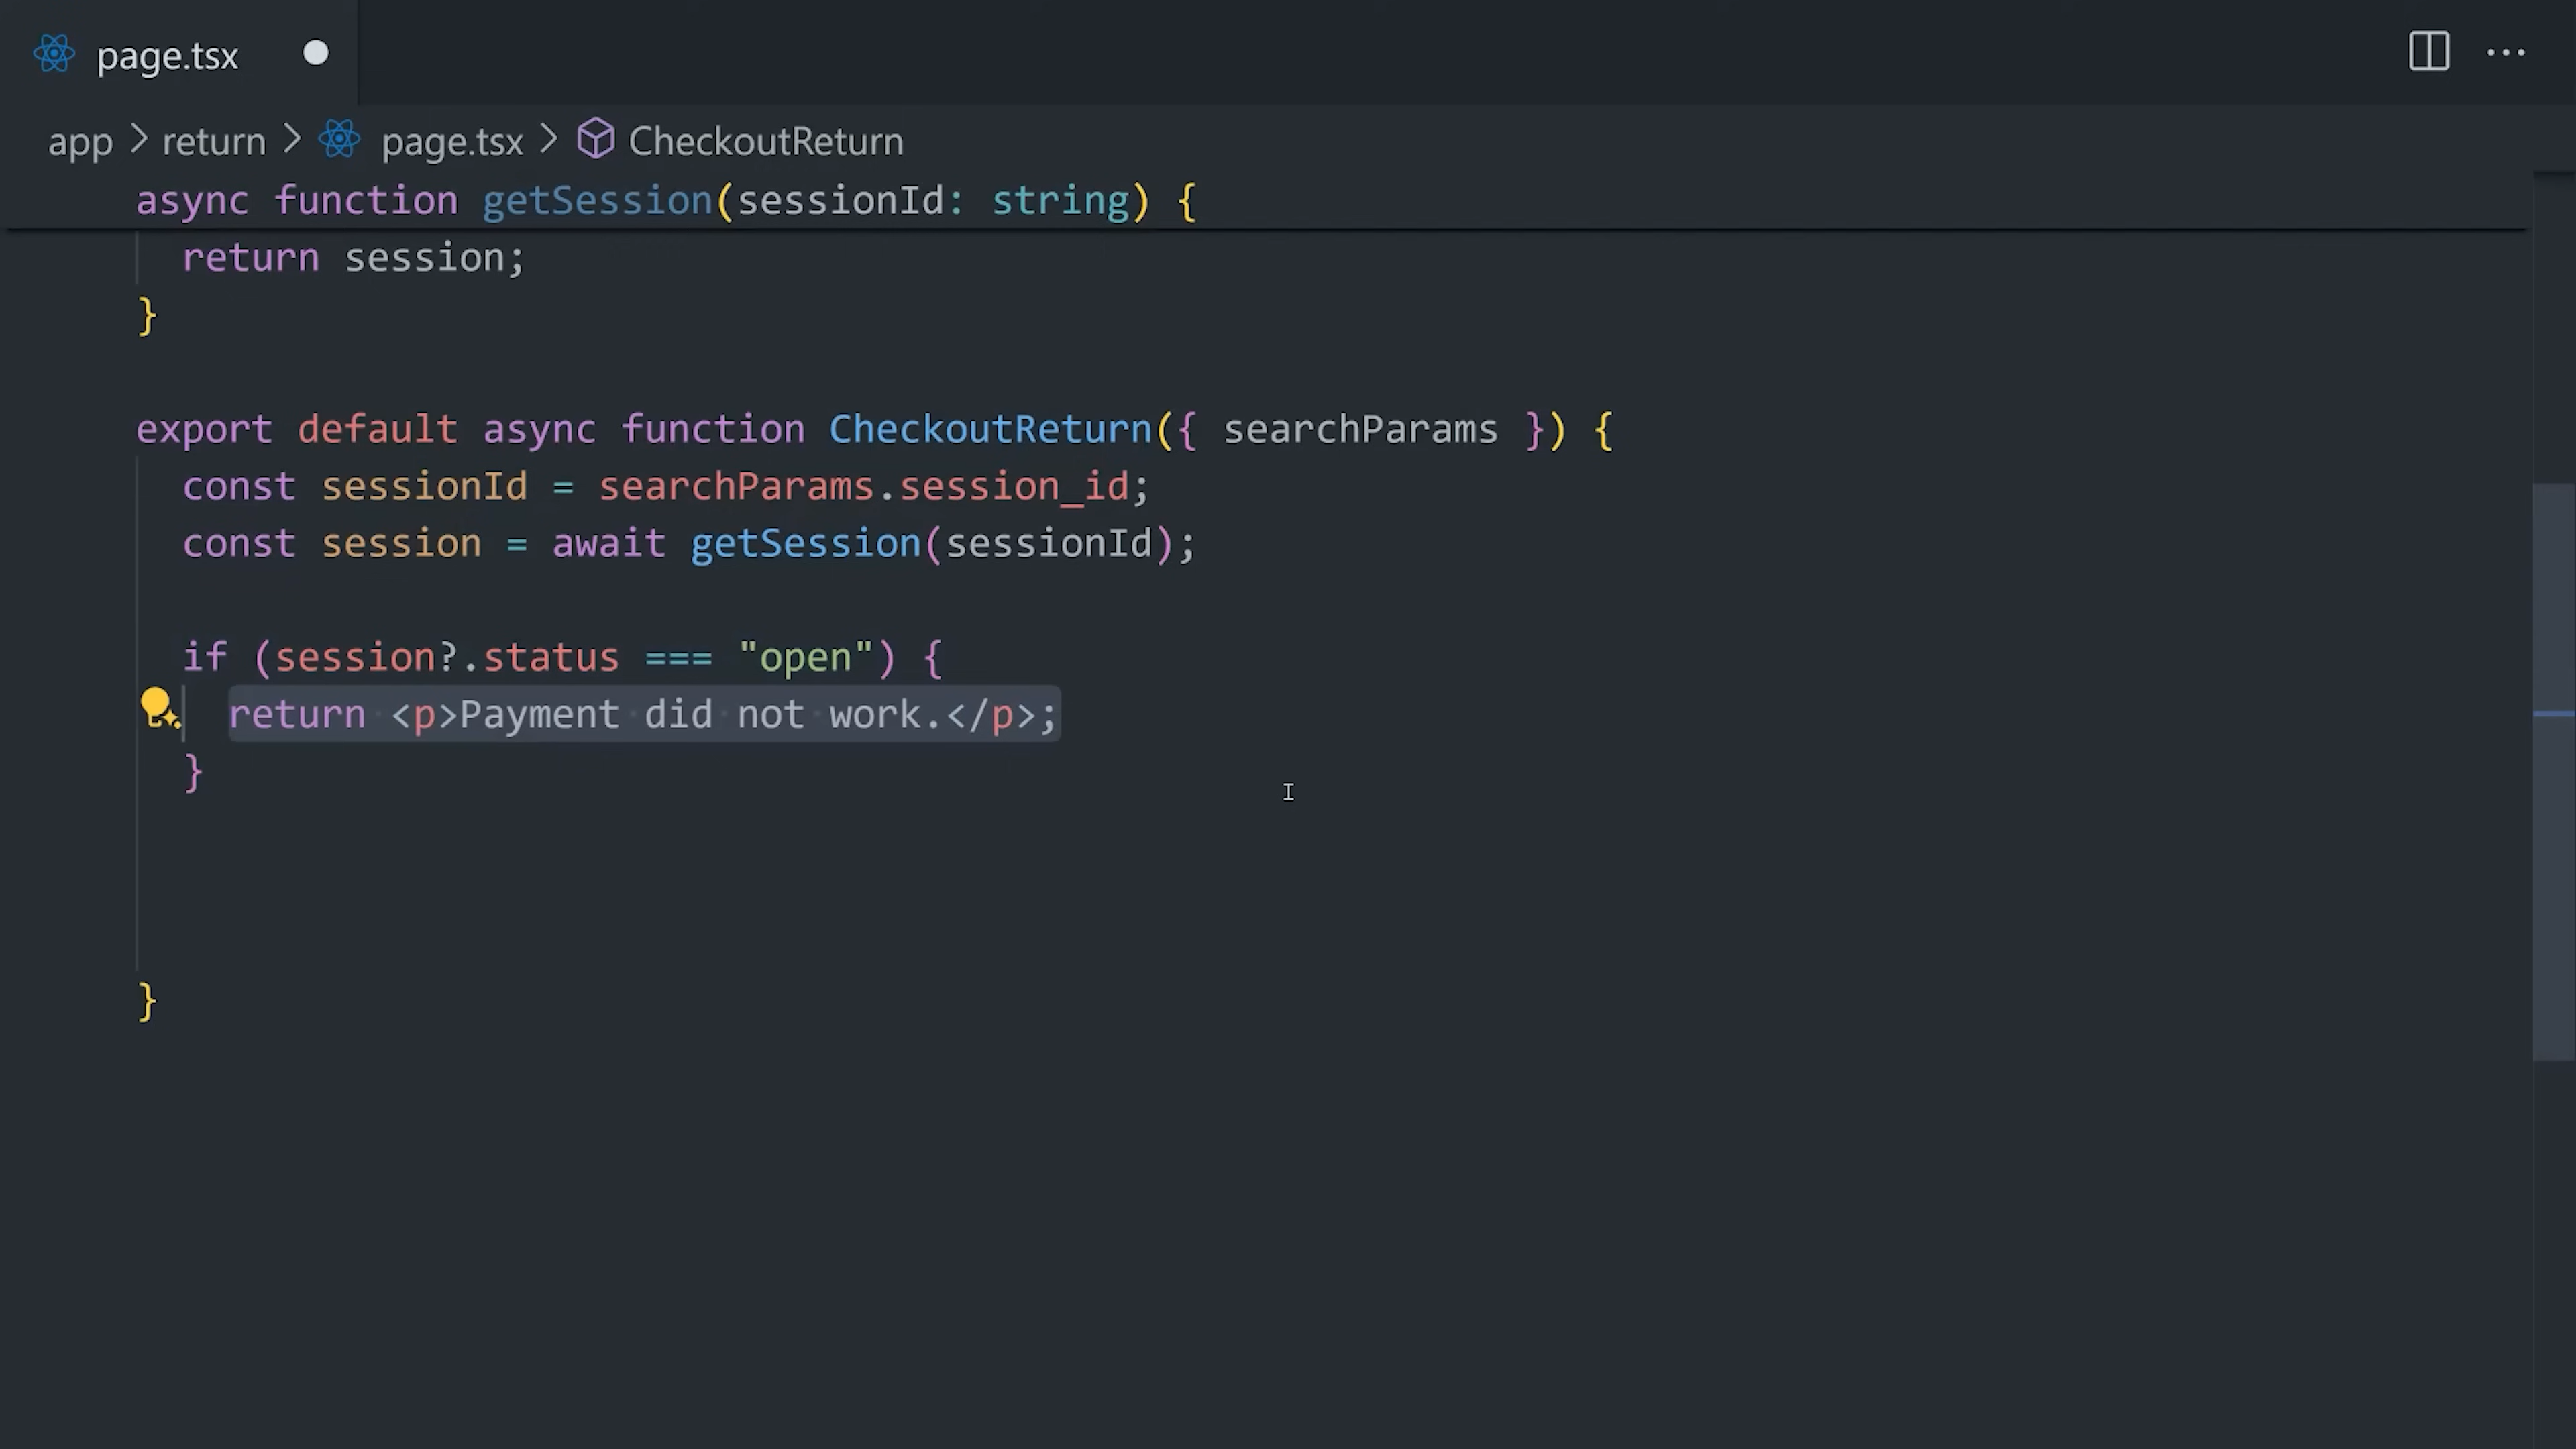 page.tsx
app > return > page.tsx > CheckoutReturn
async function getSession(sessionId: string) {
return session;
}
export default async function CheckoutReturn({ searchParams }) {
const sessionId = searchParams.session_id;
const session = await getSession(sessionId);
if (session?.status === "open") {
return <p>Payment did not work.</p>;
}
}